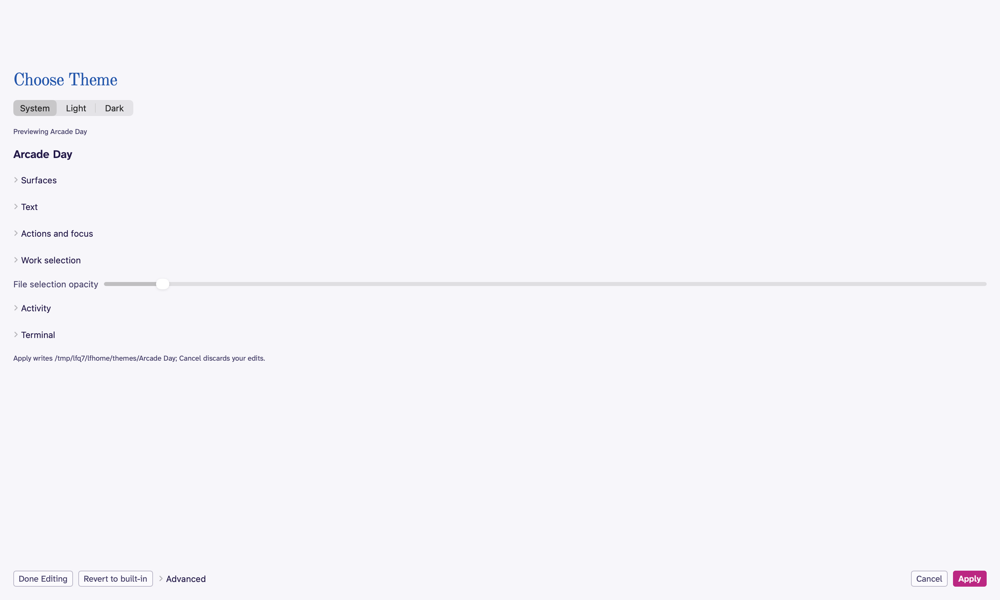 Choose Theme
System Light Dark
Previewing Arcade Day
Arcade Day
Surfaces
Text
Actions and focus
Work selection
File selection opacity
Activity
Terminal
Apply writes /tmp/lfq7/lfhome/themes/Arcade Day; Cancel discards your edits.
Done Editing Revert to built-in Advanced Cancel Apply